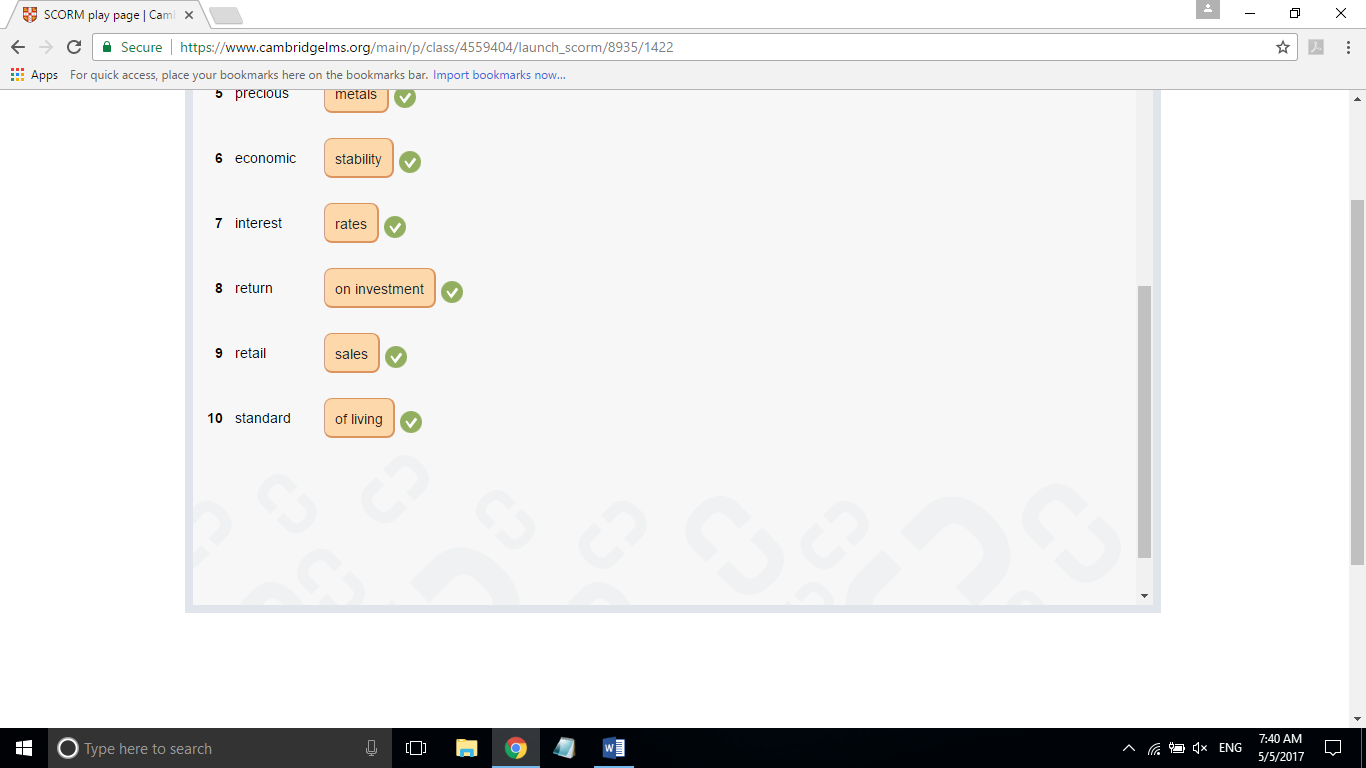 SCORM play page | Cam
Secure https://www.cambridgelms.org/main/p/class/4559404/launch_scorm/8935/1422
Apps For quick access, place your bookmarks here on the bookmarks bar. Import bookmarks now...
5 precious metals
6 economic stability
7 interest rates
8 return on investment
9 retail sales
10 standard of living
Type here to search
ENG
7:40 AM
5/5/2017